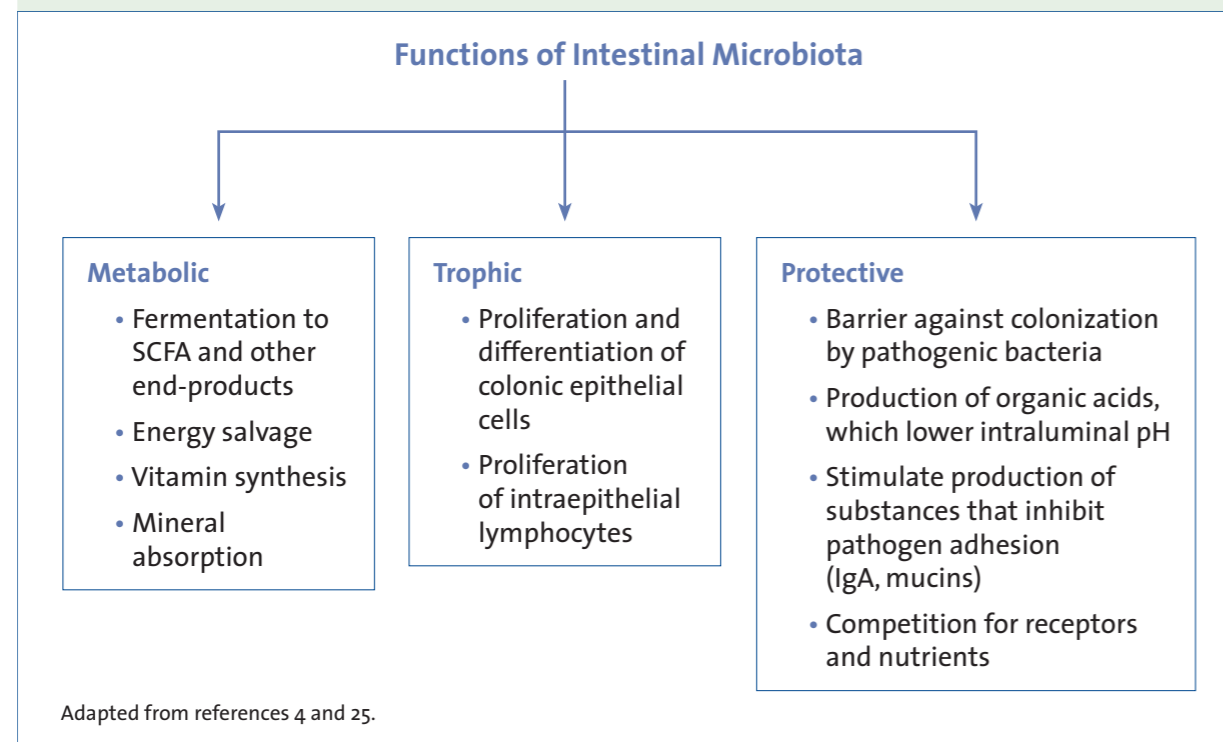 Functions of Intestinal Microbiota
Metabolic
• Fermentation to
SCFA and other
end-products
• Energy salvage
• Vitamin synthesis
• Mineral
absorption
Trophic
• Proliferation and
differentiation of
colonic epithelial
cells
• Proliferation
of intraepithelial
lymphocytes
Protective
• Barrier against colonization
by pathogenic bacteria
• Production of organic acids,
which lower intraluminal pH
• Stimulate production of
substances that inhibit
pathogen adhesion
(IgA, mucins)
• Competition for receptors
and nutrients
Adapted from references 4 and 25.